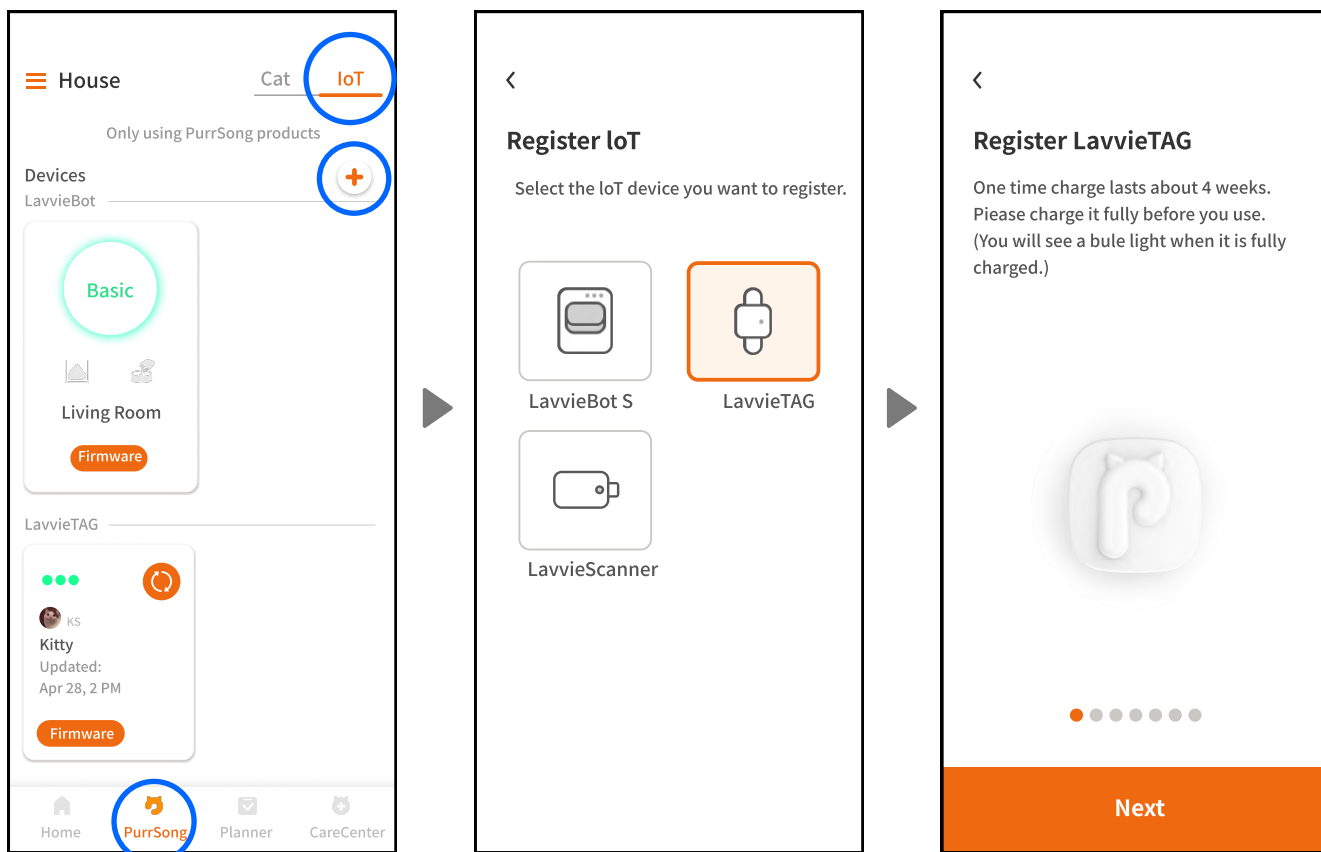 House
Cat
IoT
Only using PurrSong products
Devices
LavvieBot
Basic
Living Room
Firmware
LavvieTAG
KS
Kitty
Updated:
Apr 28, 2 PM
Firmware
Home
PurrSong
Planner
CareCenter
Register loT
Select the loT device you want to register.
LavvieBot S
LavvieTAG
LavvieScanner
Register LavvieTAG
One time charge lasts about 4 weeks.
Piease charge it fully before you use.
(You will see a bule light when it is fully
charged.)
Next